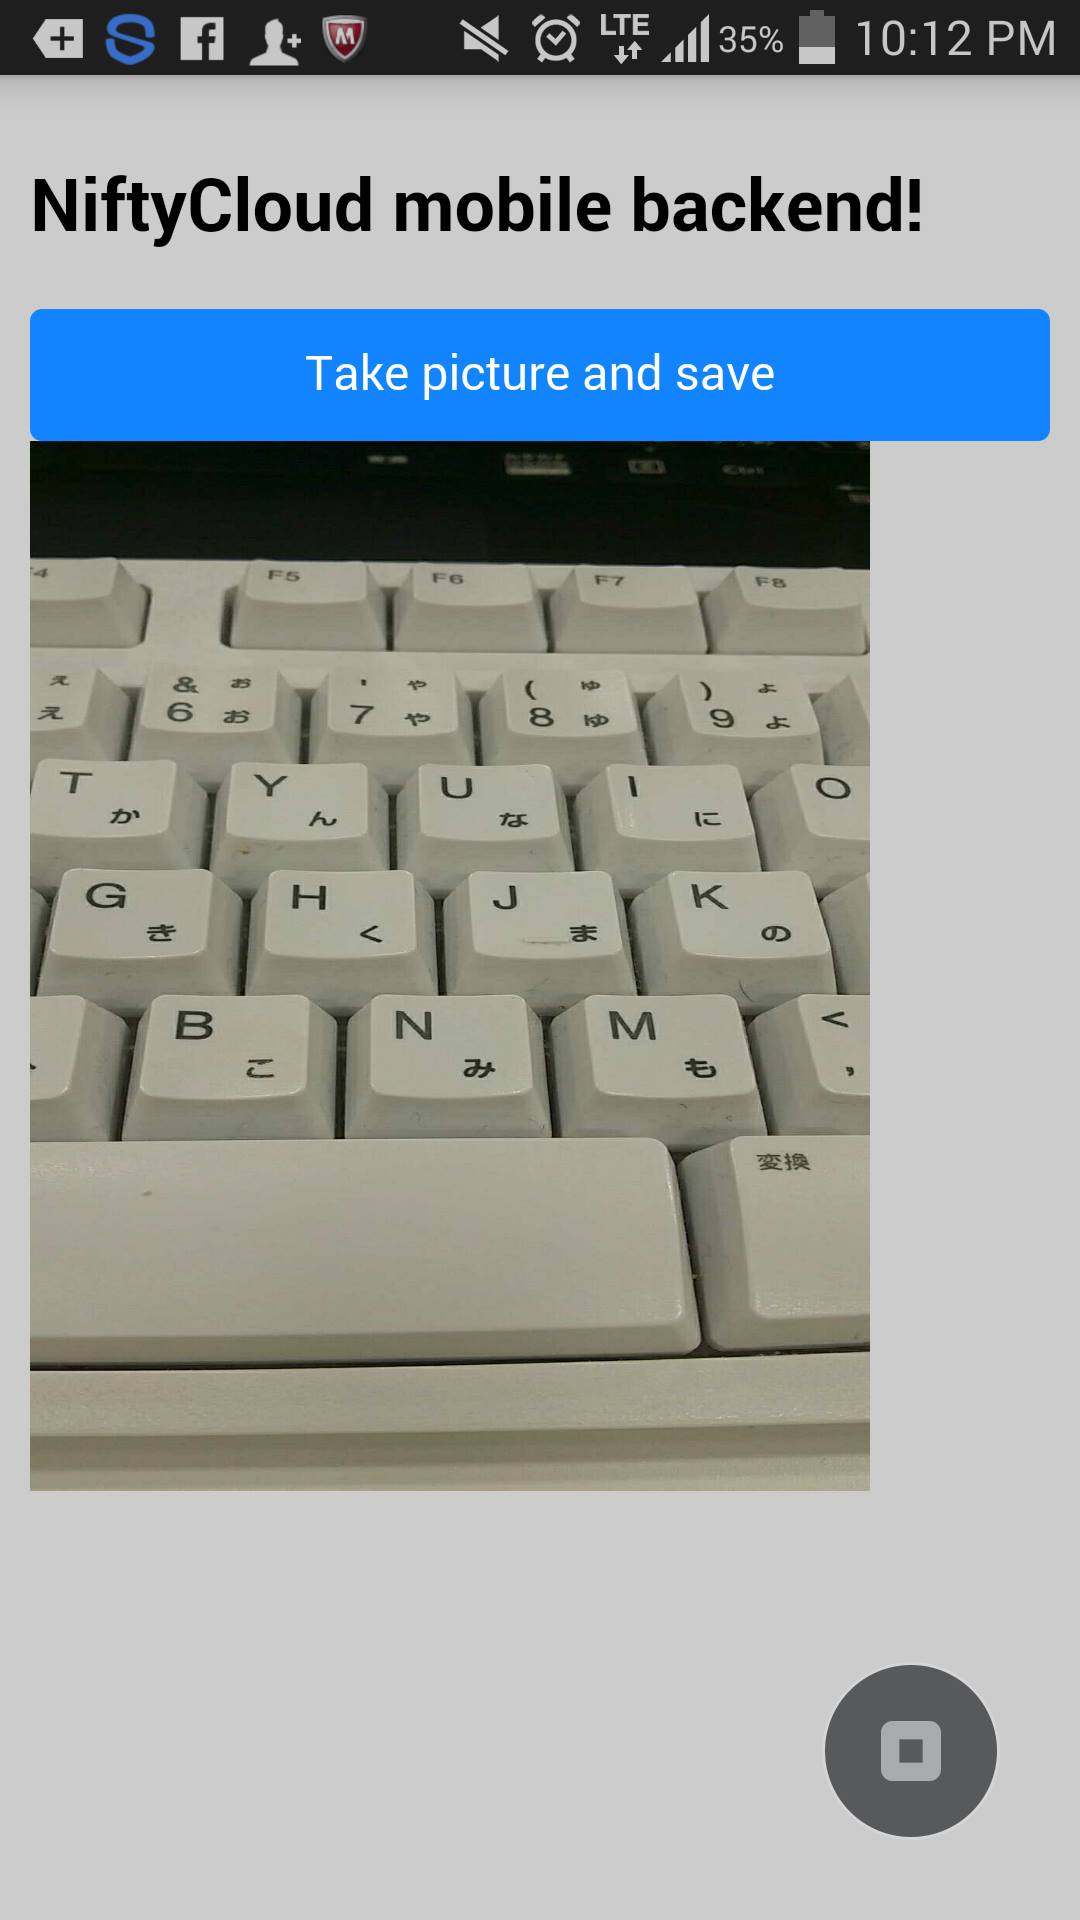 LTE
35%
10:12 PM
NiftyCloud mobile backend!
Take picture and save
F5 F6 F7 F8
え & お ' や ( ゆ ) よ
え 6 お 7 や 8 ゆ 9 よ
T Y U I O
か ん な に
G H J K
き く ま の
B N M <
こ み も ,
変換